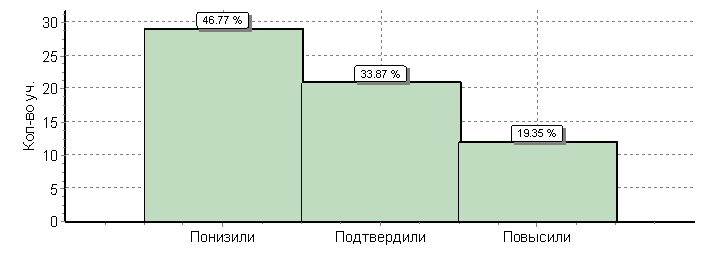 Кол-во уч.
30
25
20
15
10
5
0
46.77 %
33.87 %
19.35 %
Понизили
Подтвердили
Повысили